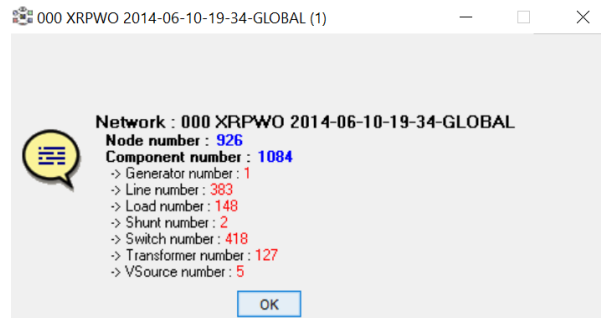 000 XRPWO 2014-06-10-19-34-GLOBAL (1)
Network : 000 XRPWO 2014-06-10-19-34-GLOBAL
Node number : 926
Component number : 1084
-> Generator number : 1
-> Line number : 383
-> Load number : 148
-> Shunt number : 2
-> Switch number : 418
-> Transformer number : 127
-> VSource number : 5
OK